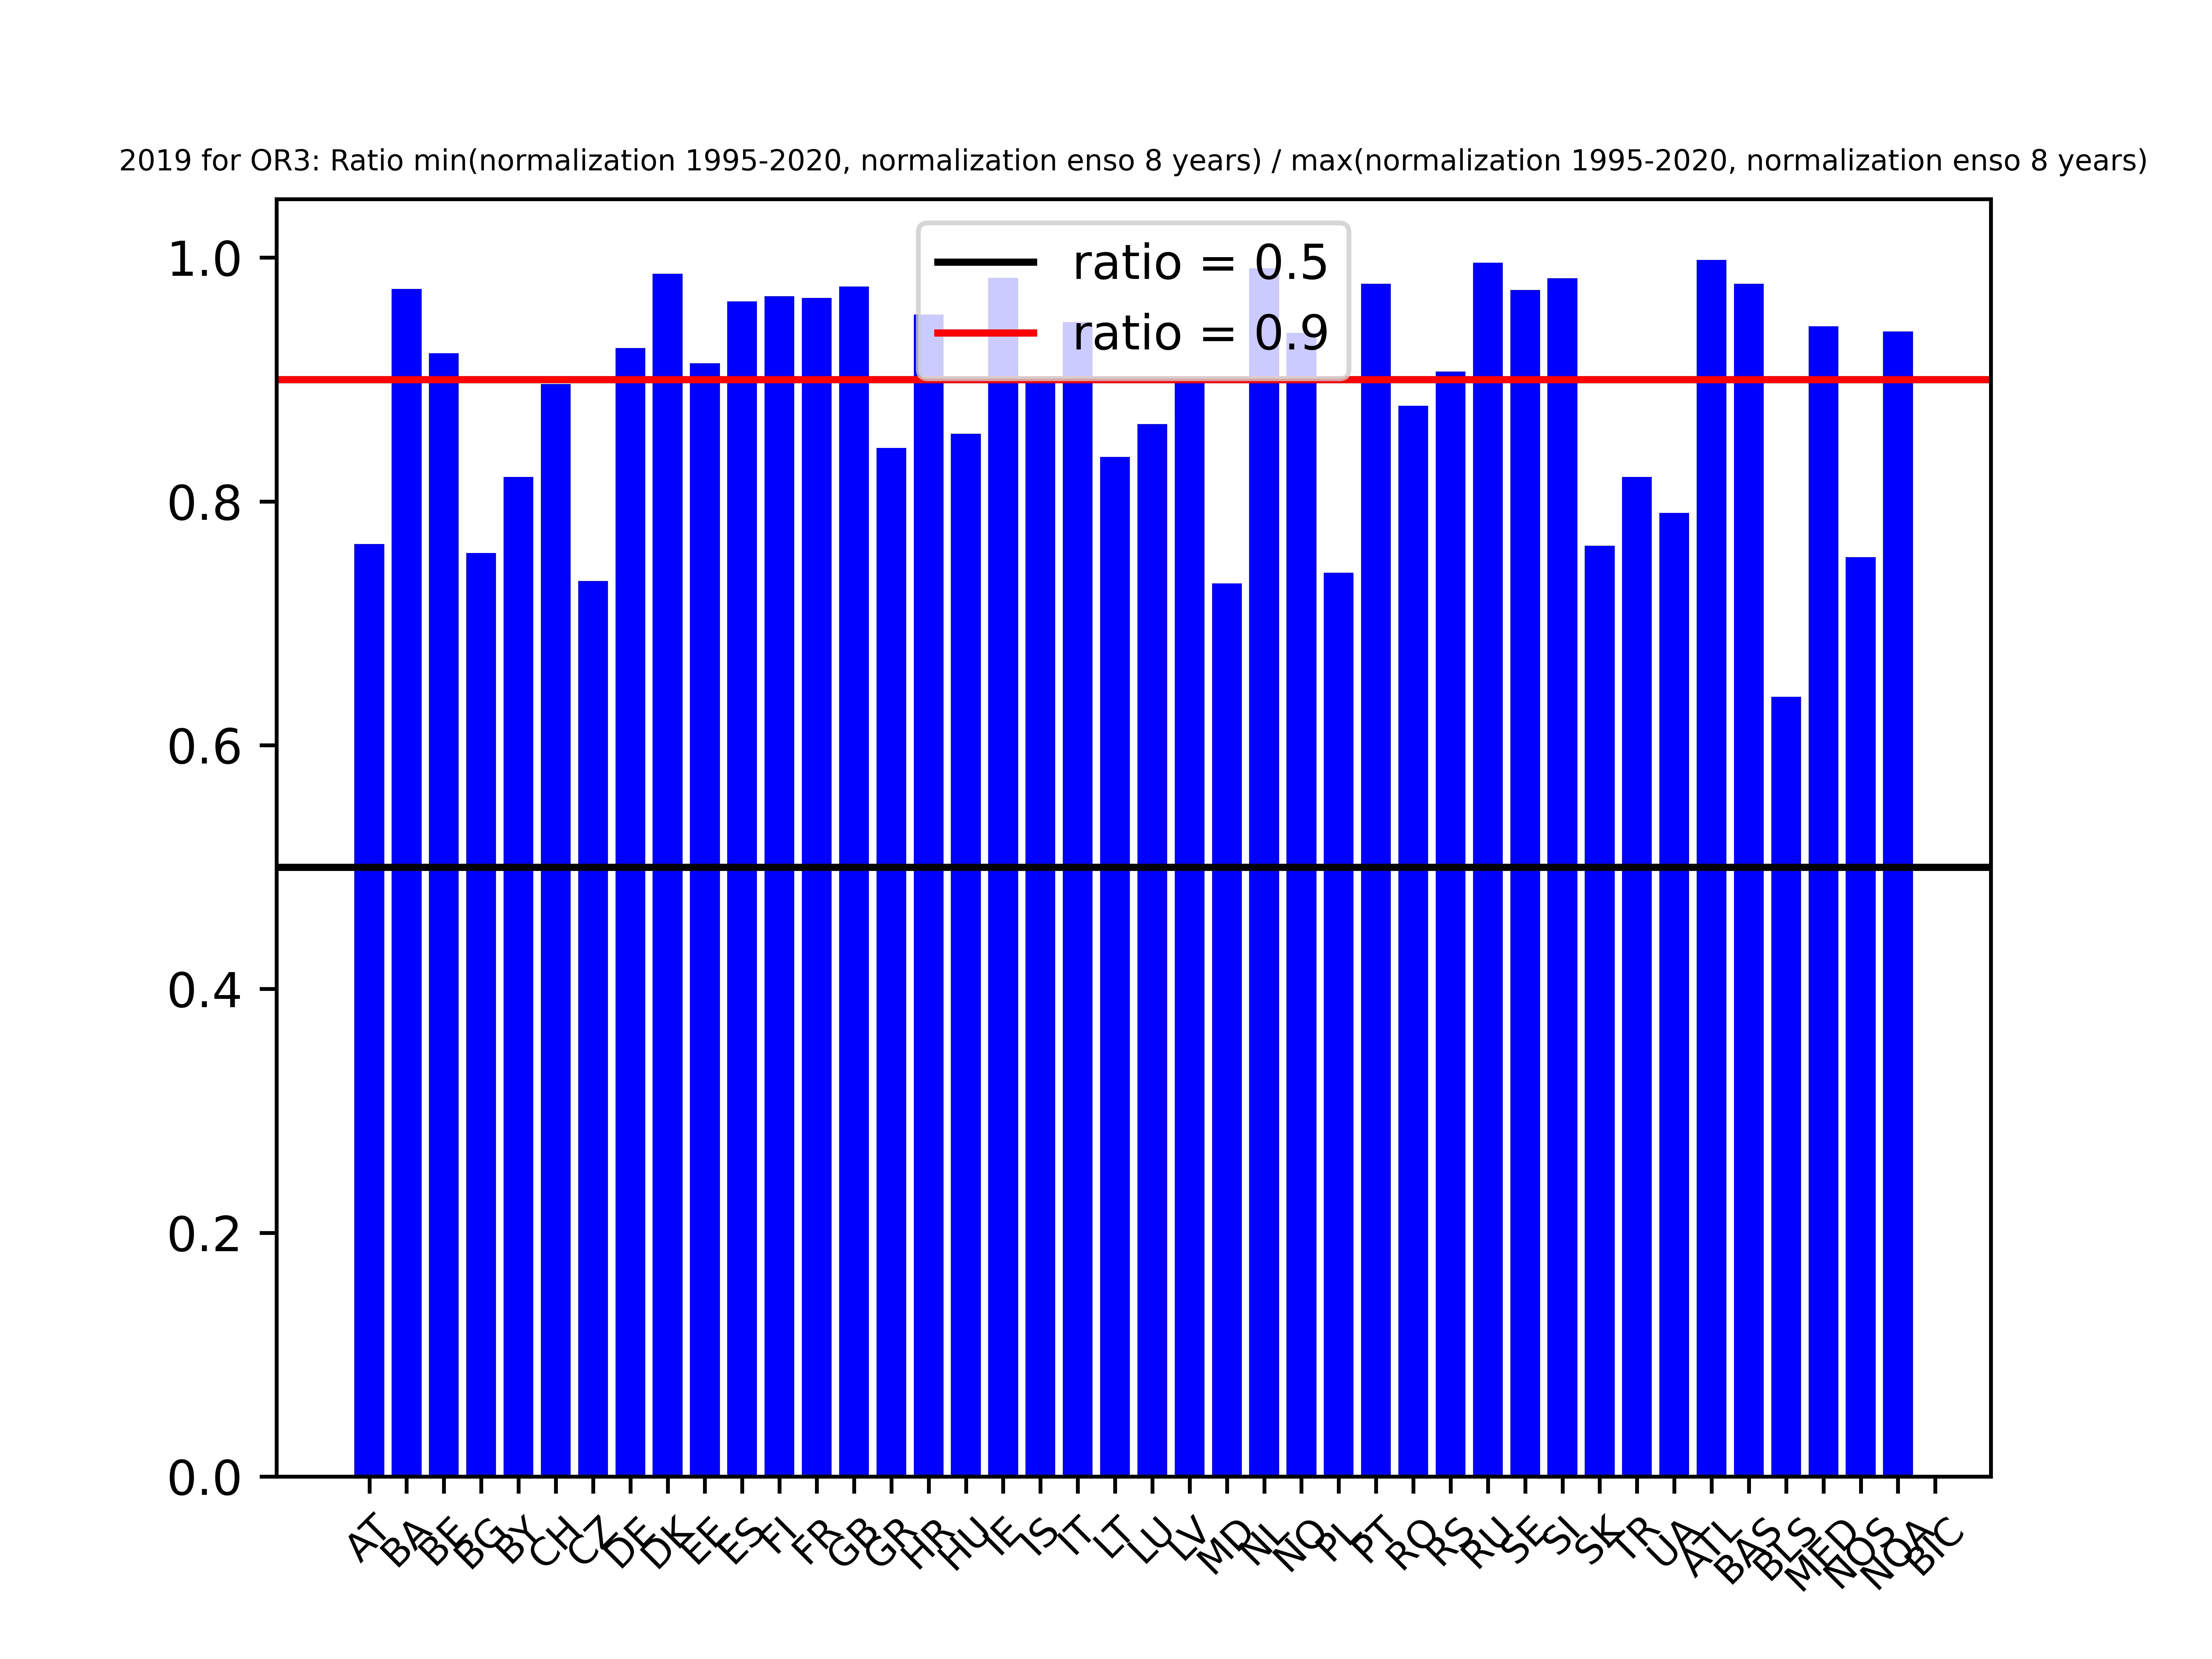 2019 for OR3: Ratio min(normalization 1995-2020, normalization enso 8 years) / max(normalization 1995-2020, normalization enso 8 years)
ratio = 0.5
ratio = 0.9
1.0
0.8
0.6
0.4
0.2
0.0
AT BA BE BG BY CH CZ DE DK EE ES FI FR GB GR HR HU IE IS IT LT LU LV MD NL NO PL PT RO RS RU SE SI SK TR UA ATL BAS BLS MED NOS NOA BIC